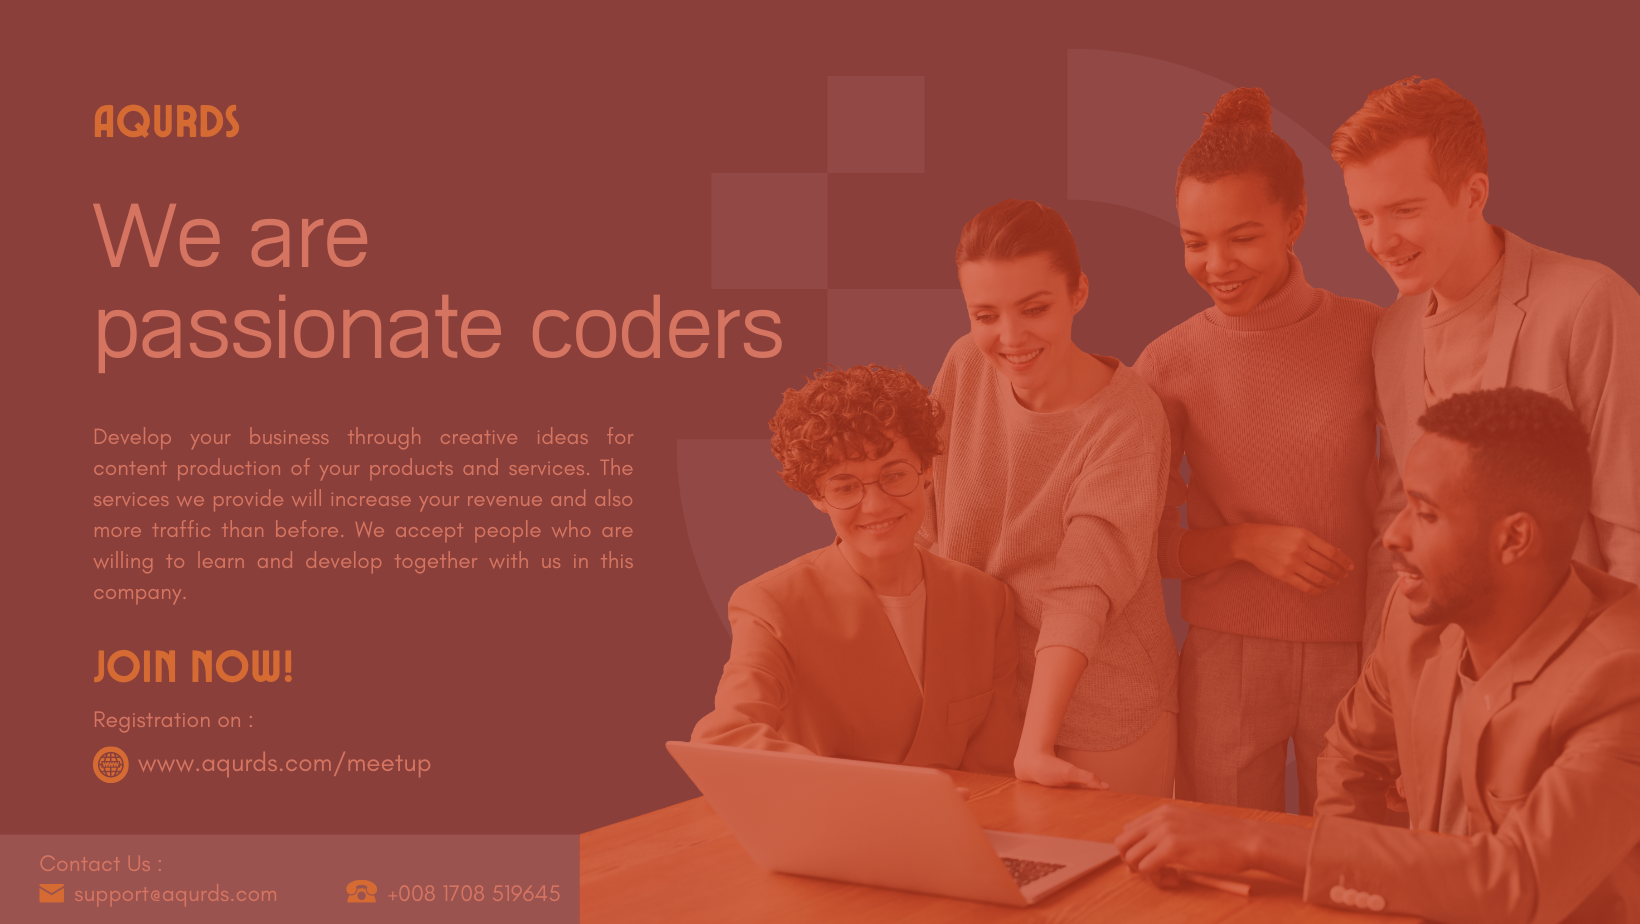 AQURDS
We are
passionate coders
Develop your business through creative ideas for
content production of your products and services. The
services we provide will increase your revenue and also
more traffic than before. We accept people who are
willing to learn and develop together with us in this
company.
JOIN NOW!
Registration on :
www.aqurds.com/meetup
Contact Us :
support@aqurds.com +008 1708 519645